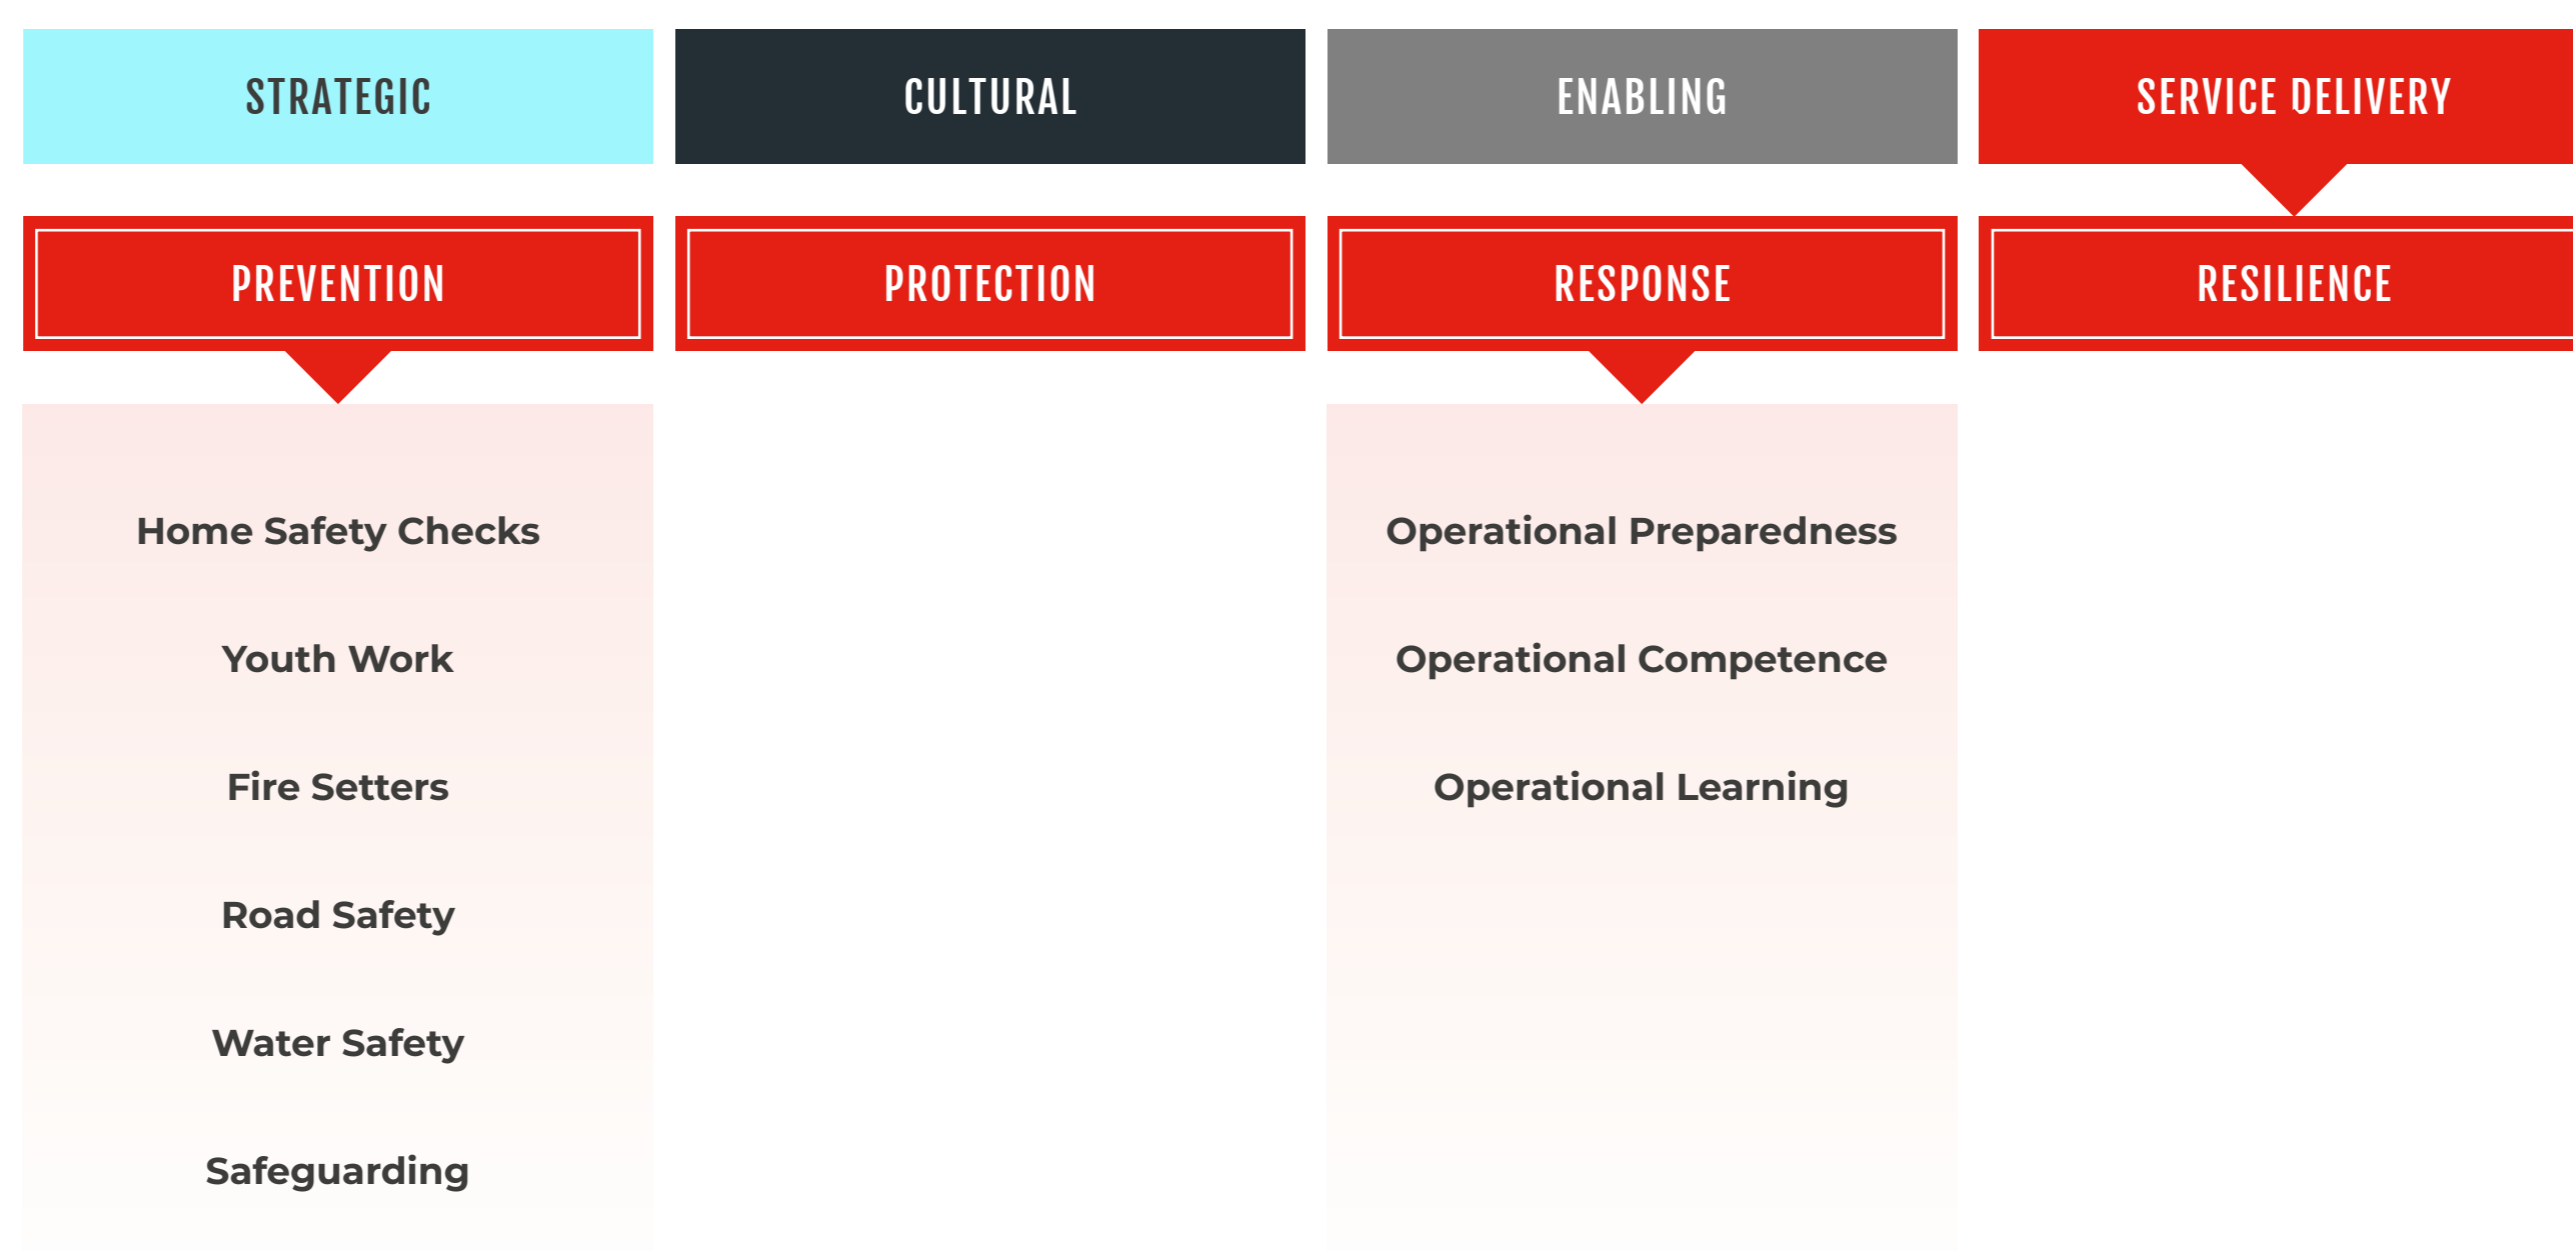 STRATEGIC
CULTURAL
ENABLING
SERVICE DELIVERY
PREVENTION
PROTECTION
RESPONSE
RESILIENCE
Home Safety Checks
Youth Work
Fire Setters
Road Safety
Water Safety
Safeguarding
Operational Preparedness
Operational Competence
Operational Learning